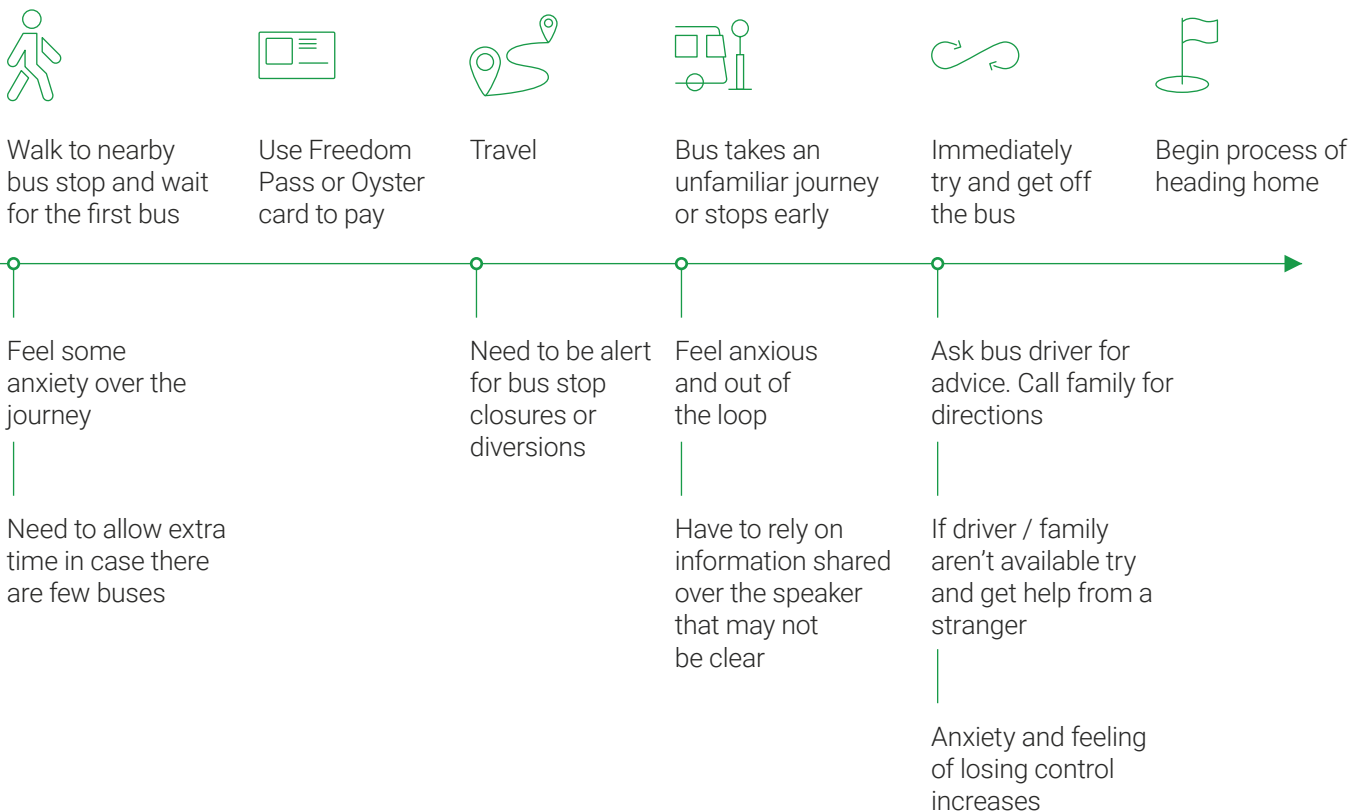 Walk to nearby
bus stop and wait
for the first bus
Use Freedom
Pass or Oyster
card to pay
Travel
Bus takes an
unfamiliar journey
or stops early
Immediately
try and get off
the bus
Begin process of
heading home
Feel some
anxiety over the
journey
Need to allow extra
time in case there
are few buses
Need to be alert
for bus stop
closures or
diversions
Feel anxious
and out of
the loop
Have to rely on
information shared
over the speaker
that may not
be clear
Ask bus driver for
advice. Call family for
directions
If driver / family
aren’t available try
and get help from a
stranger
Anxiety and feeling
of losing control
increases